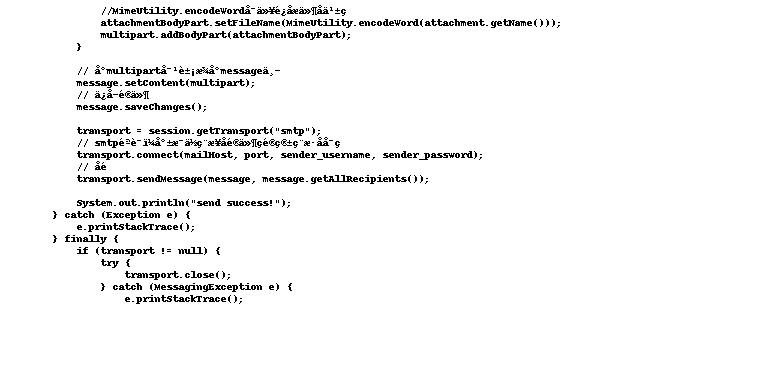 //MimeUtility.encodeWordå¯ä»¥é¿åæä»¶åä¹±ç
attachmentBodyPart.setFileName(MimeUtility.encodeWord(attachment.getName()));
multipart.addBodyPart(attachmentBodyPart);
}
// å°multipartå¯¹è±¡æ¾å°messageä¸­
message.setContent(multipart);
// ä¿å­é®ä»¶
message.saveChanges();
transport = session.getTransport("smtp");
// smtpéªè¯ï¼å°±æ¯ä½ ç¨æ¥åé®ä»¶çé®ç®±ç¨æ·åå¯ç
transport.connect(mailHost, port, sender_username, sender_password);
// åé
transport.sendMessage(message, message.getAllRecipients());
System.out.println("send success!");
} catch (Exception e) {
e.printStackTrace();
} finally {
if (transport != null) {
try {
transport.close();
} catch (MessagingException e) {
e.printStackTrace();